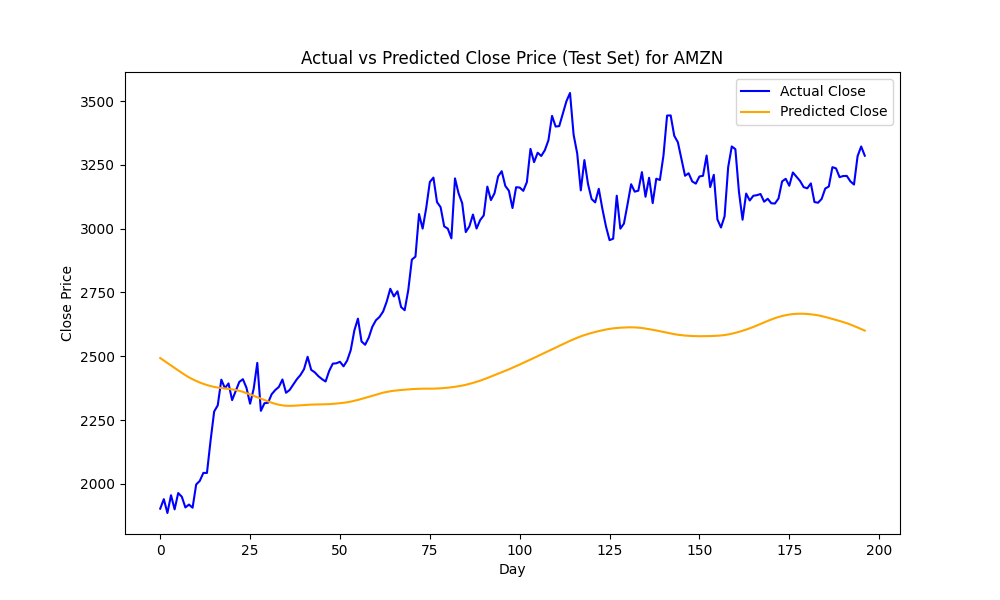 Actual vs Predicted Close Price (Test Set) for AMZN
Actual Close
Predicted Close
Close Price
3500
3250
3000
2750
2500
2250
2000
0 25 50 75 100 125 150 175 200
Day